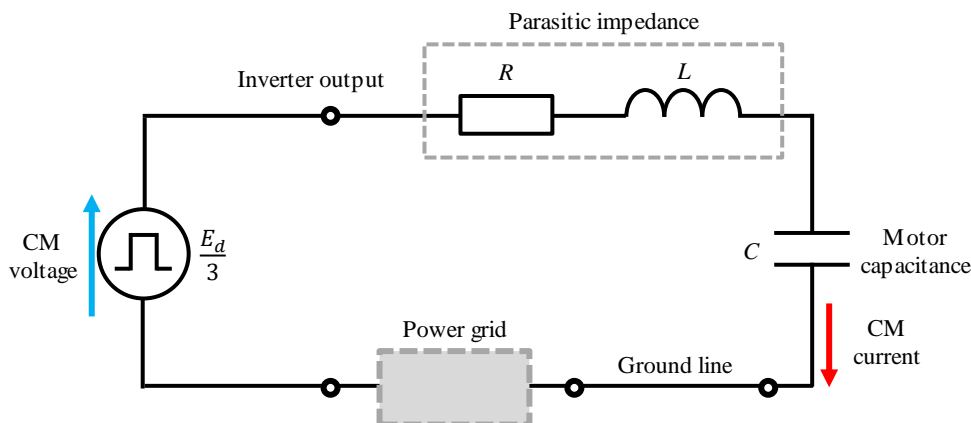 Parasitic impedance
Inverter output
R
L
CM
voltage
E_d
3
C
Motor
capacitance
Power grid
Ground line
CM
current